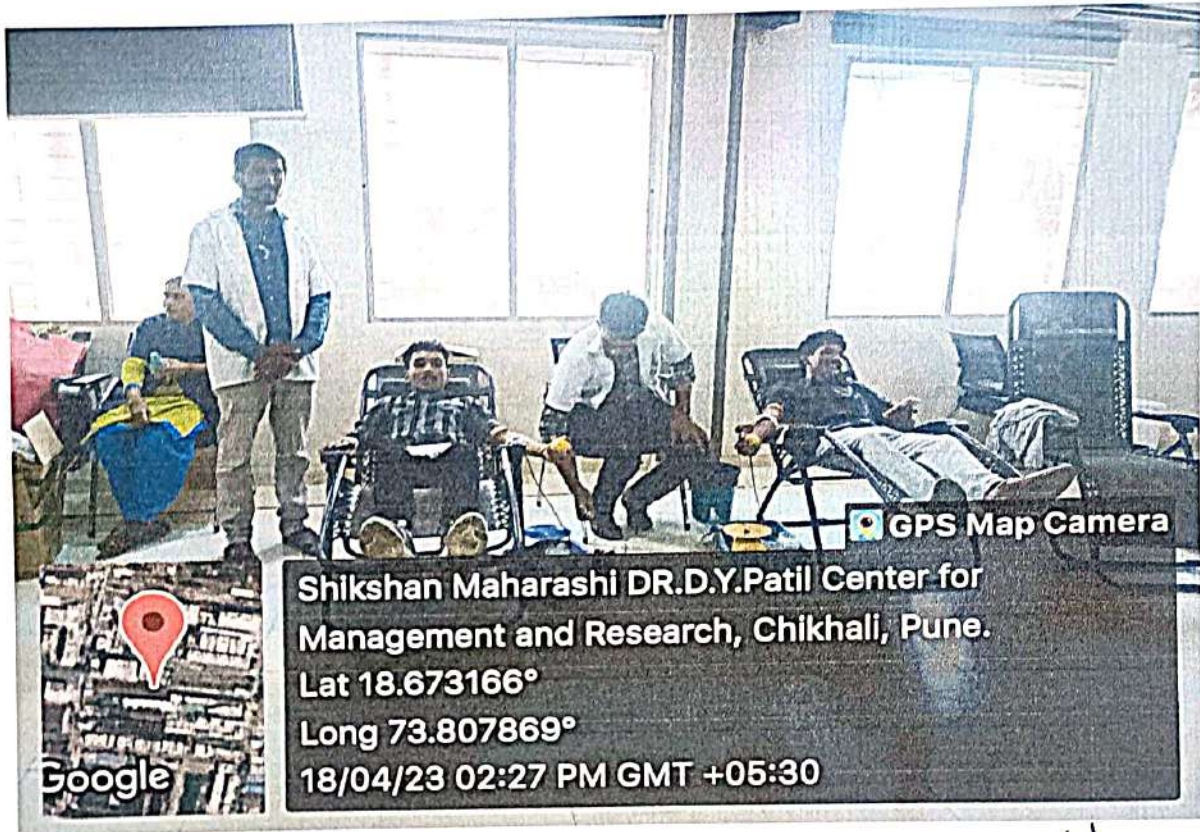 GPS Map Camera
Shikshan Maharashi DR.D.Y.Patil Center for
Management and Research, Chikhali, Pune.
Lat 18.673166°
Long 73.807869°
18/04/23 02:27 PM GMT +05:30
Google